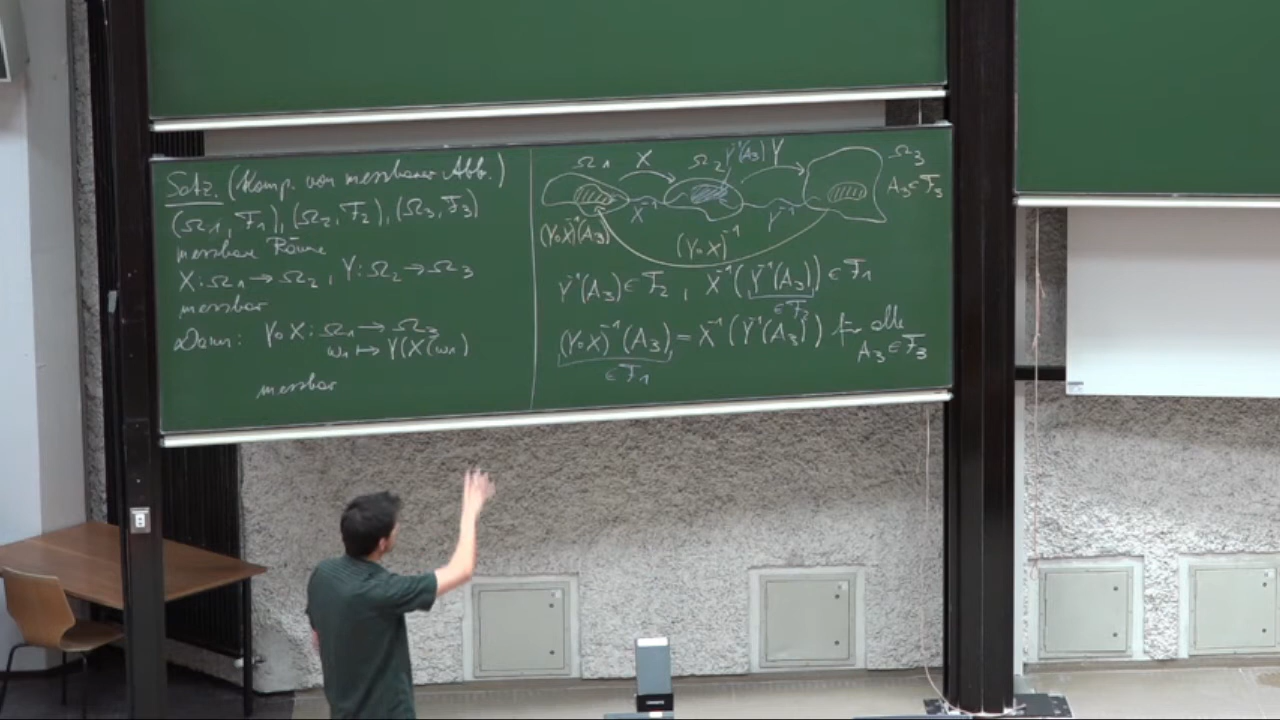 Satz. (Komp. von messbarer Abb.)
(Ω1, F1), (Ω2, F2), (Ω3, F3)
messbare Räume
X: Ω1 → Ω2, Y: Ω2 → Ω3
messbar
Dann: Y∘X: Ω1 → Ω3
ω1 ↦ Y(X(ω1))
messbar
Ω1 X Ω2 Y⁻¹(A3) Y Ω3
A3 ∈ F3
X⁻¹ Y⁻¹
(Y∘X)⁻¹(A3) (Y∘X)⁻¹
Y⁻¹(A3) ∈ F2, X⁻¹(Y⁻¹(A3)) ∈ F1
∈ F2
(Y∘X)⁻¹(A3) = X⁻¹(Y⁻¹(A3)) für alle
A3 ∈ F3
∈ F1